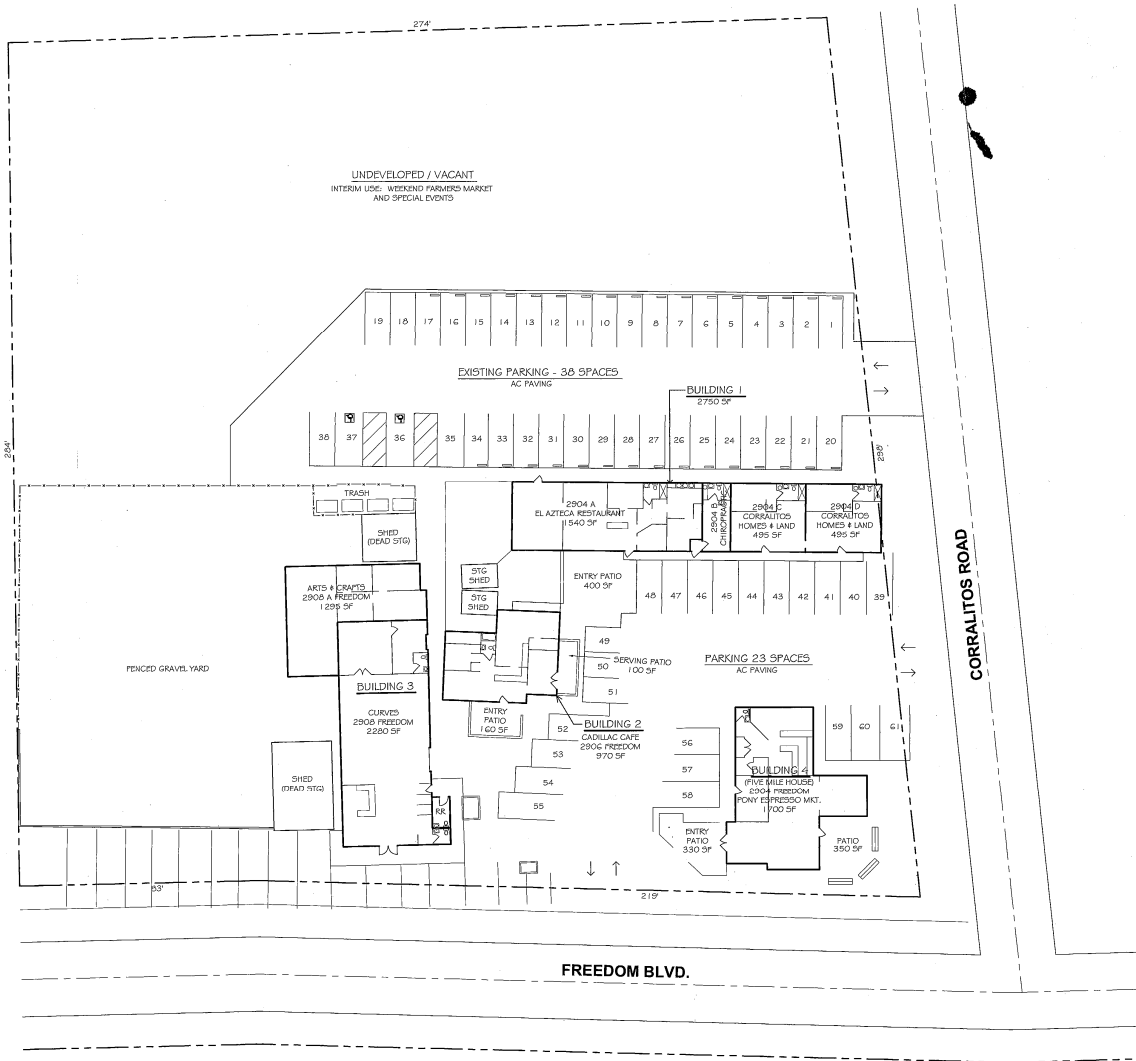 274'
UNDEVELOPED / VACANT
INTERIM USE: WEEKEND FARMERS MARKET
AND SPECIAL EVENTS
19 18 17 16 15 14 13 12 11 10 9 8 7 6 5 4 3 2 1
EXISTING PARKING - 38 SPACES
AC PAVING
BUILDING 1
2750 SF
38 37 36 35 34 33 32 31 30 29 28 27 26 25 24 23 22 21 20
284'
298'
TRASH
SHED
(DEAD STG)
2904 A
EL AZTECA RESTAURANT
1540 SF
2904 B
CHIROPRACTIC
2904 C
CORRALITOS
HOMES & LAND
495 SF
2904 D
CORRALITOS
HOMES & LAND
495 SF
STG
SHED
STG
SHED
ENTRY PATIO
400 SF
48 47 46 45 44 43 42 41 40 39
ARTS & CRAFTS
2908 A FREEDOM
1295 SF
CORRALITOS ROAD
49
50
51
SERVING PATIO
100 SF
PARKING 23 SPACES
AC PAVING
FENCED GRAVEL YARD
BUILDING 3
CURVES
2908 FREEDOM
2280 SF
ENTRY
PATIO
160 SF
52
53
54
55
BUILDING 2
CADILLAC CAFE
2906 FREEDOM
970 SF
56
57
58
59 60 61
BUILDING 4
(FIVE MILE HOUSE)
2904 FREEDOM
PONY ESPRESSO MKT.
1700 SF
SHED
(DEAD STG)
RR
ENTRY
PATIO
330 SF
PATIO
350 SF
83'
219'
FREEDOM BLVD.